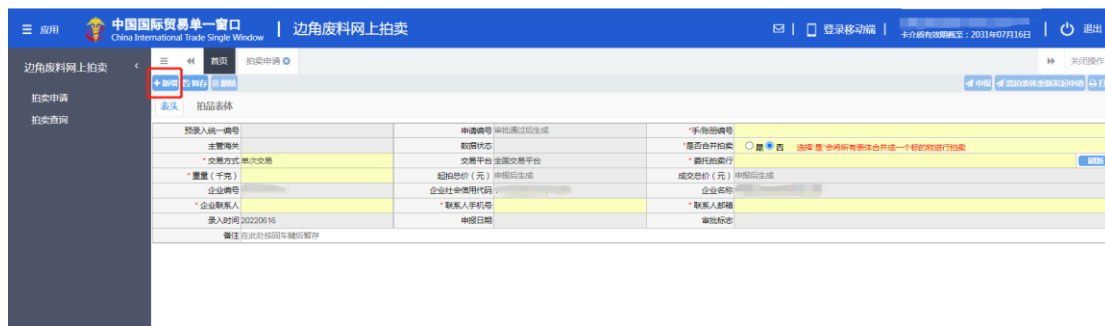 三 应用 中国国际贸易单一窗口 China International Trade Single Window | 边角废料网上拍卖 | 登录移动端 | 卡介质有效期截至：2031年07月16日 | 退出
边角废料网上拍卖 首页 拍卖申请 关闭操作
+新增 暂存 删除 申报
拍卖申请
拍卖查询
表头 拍品表体
预录入统一编号 申请编号 审批通过后生成 *手/账册编号
主管海关 数据状态 *是否合并拍卖 是 否 选择“是”会将所有表体合并成一个标的物进行拍卖
*交易方式 单次交易 交易平台 全国交易平台 *委托拍卖行 刷新
*重量（千克） 起拍总价（元） 申报后生成 成交总价（元） 申报后生成
企业编号 企业社会信用代码 企业名称
*企业联系人 *联系人手机号 *联系人邮箱
录入时间 20220616 申报日期 审批标志
备注 在此处按回车键后暂存